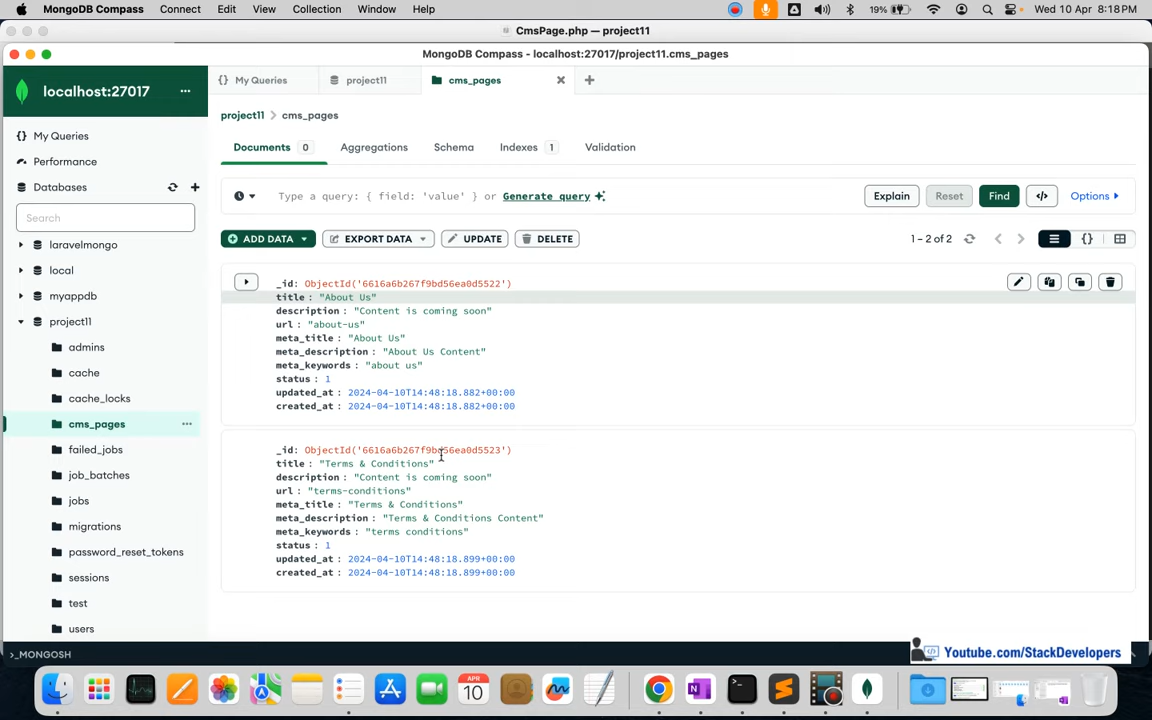 MongoDB Compass Connect Edit View Collection Window Help 19% Wed 10 Apr 8:18PM
CmsPage.php — project11
MongoDB Compass - localhost:27017/project11.cms_pages
localhost:27017 ...
{} My Queries project11 cms_pages
project11 > cms_pages
My Queries
Performance
Databases
Search
laravelmongo
local
myappdb
project11
admins
cache
cache_locks
cms_pages ...
failed_jobs
job_batches
jobs
migrations
password_reset_tokens
sessions
test
users
Documents 0 Aggregations Schema Indexes 1 Validation
Type a query: { field: 'value' } or Generate query Explain Reset Find </> Options
ADD DATA EXPORT DATA UPDATE DELETE 1 – 2 of 2 {}
_id: ObjectId('6616a6b267f9bd56ea0d5522')
title : "About Us"
description : "Content is coming soon"
url : "about-us"
meta_title : "About Us"
meta_description : "About Us Content"
meta_keywords : "about us"
status : 1
updated_at : 2024-04-10T14:48:18.882+00:00
created_at : 2024-04-10T14:48:18.882+00:00
_id: ObjectId('6616a6b267f9bd56ea0d5523')
title : "Terms & Conditions"
description : "Content is coming soon"
url : "terms-conditions"
meta_title : "Terms & Conditions"
meta_description : "Terms & Conditions Content"
meta_keywords : "terms conditions"
status : 1
updated_at : 2024-04-10T14:48:18.899+00:00
created_at : 2024-04-10T14:48:18.899+00:00
>_MONGOSH
Youtube.com/StackDevelopers
APR
10